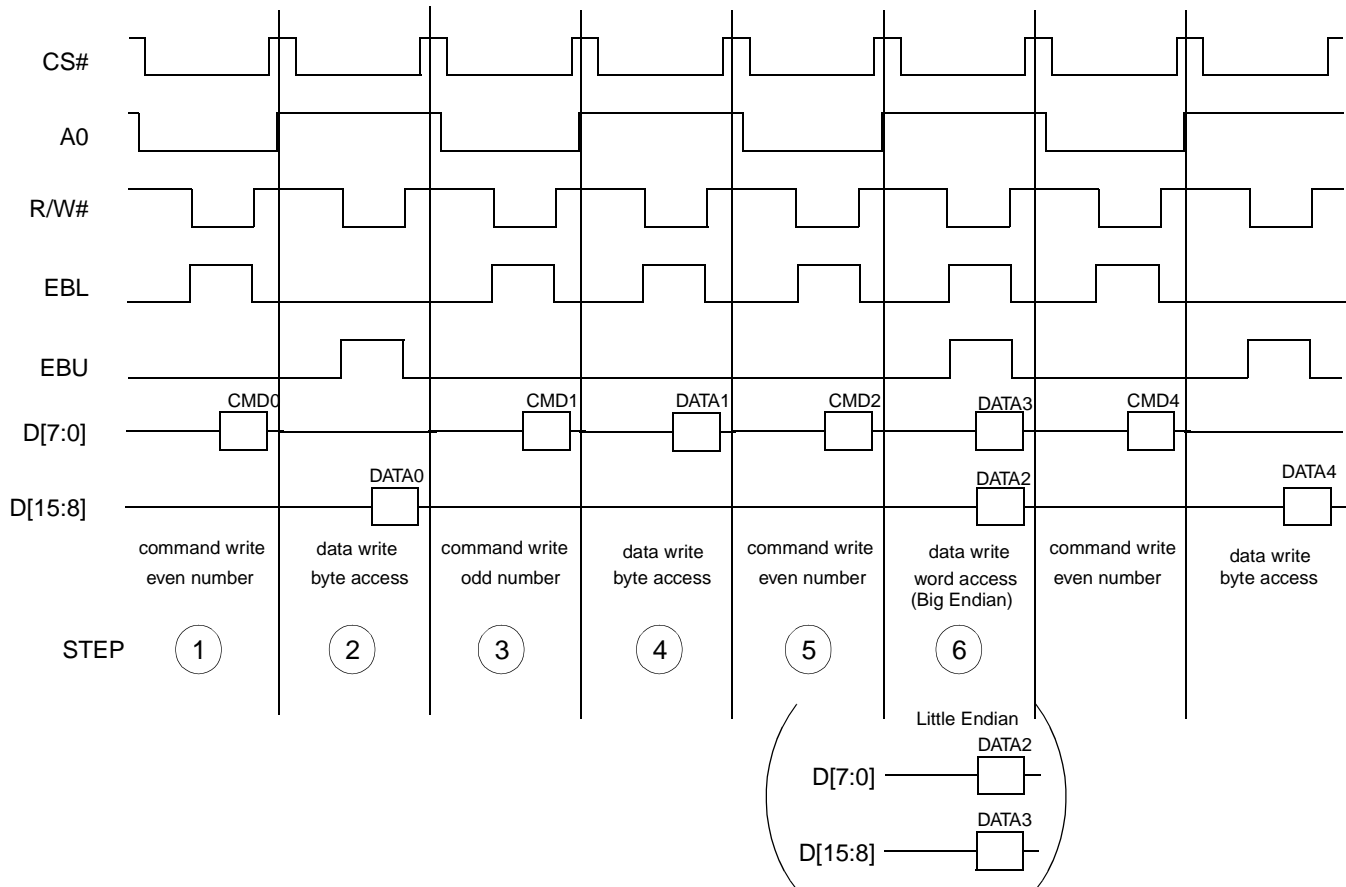 CS#
A0
R/W#
EBL
EBU
CMD0 CMD1 DATA1 CMD2 DATA3 CMD4
D[7:0]
DATA0 DATA2 DATA4
D[15:8]
command write data write command write data write command write data write command write data write
even number byte access odd number byte access even number word access even number byte access
(Big Endian)
STEP 1 2 3 4 5 6
Little Endian
DATA2
D[7:0]
DATA3
D[15:8]